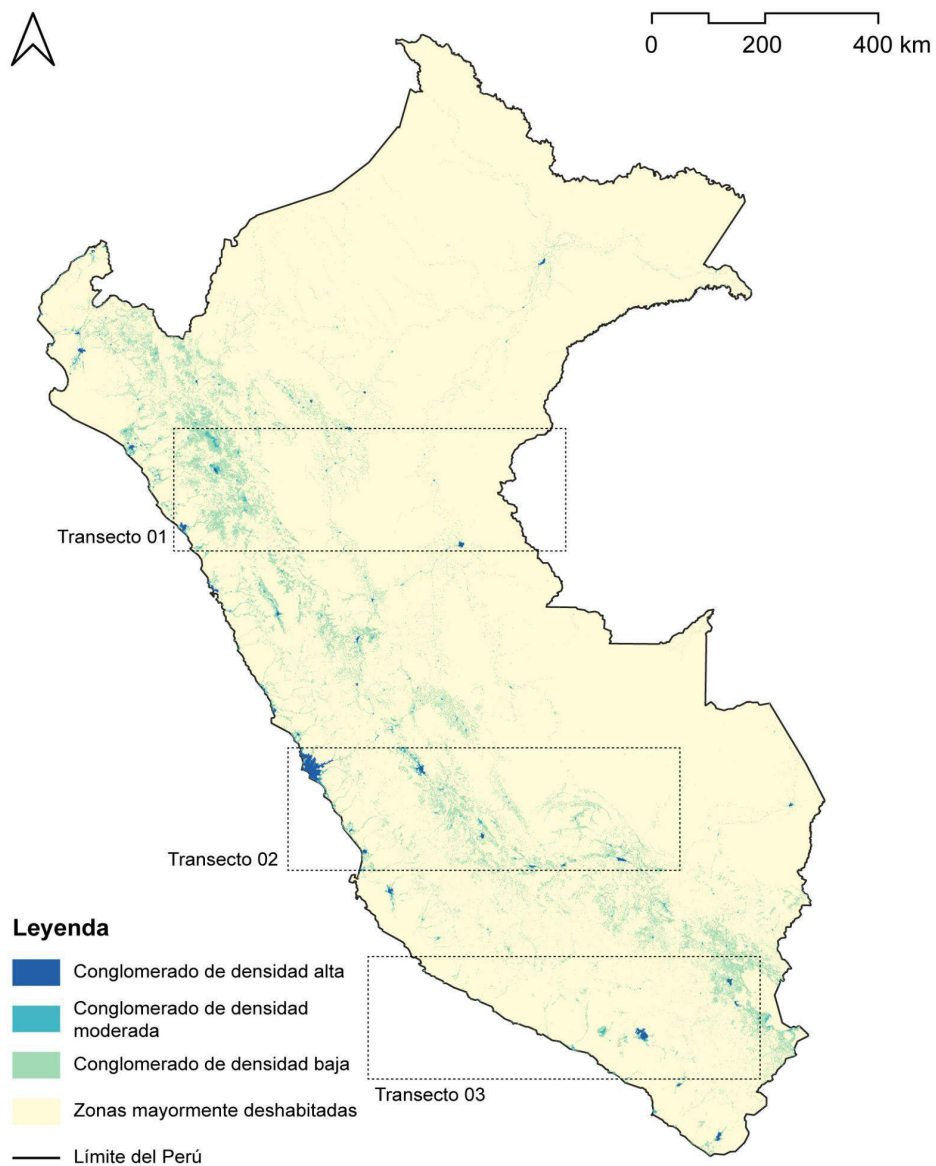 0 200 400 km
Transecto 01
Transecto 02
Leyenda
Conglomerado de densidad alta
Conglomerado de densidad
moderada
Conglomerado de densidad baja
Transecto 03
Zonas mayormente deshabitadas
Límite del Perú